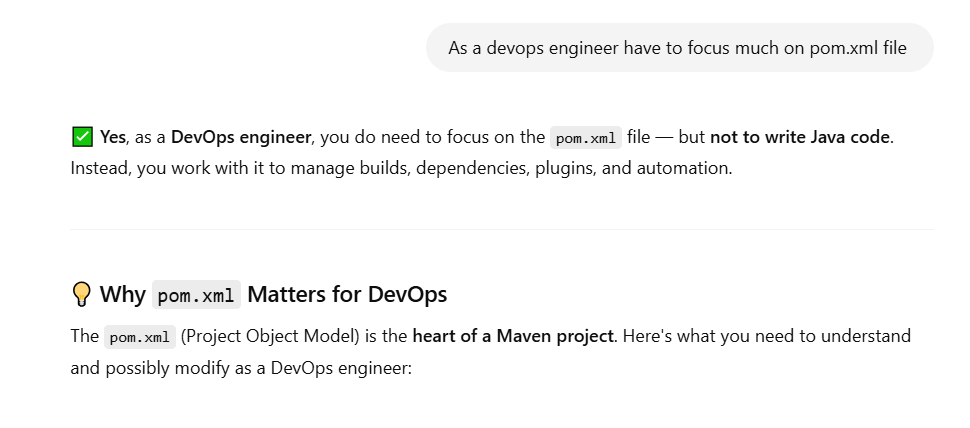 As a devops engineer have to focus much on pom.xml file
✅ Yes, as a DevOps engineer, you do need to focus on the pom.xml file — but not to write Java code.
Instead, you work with it to manage builds, dependencies, plugins, and automation.
💡 Why pom.xml Matters for DevOps
The pom.xml (Project Object Model) is the heart of a Maven project. Here's what you need to understand
and possibly modify as a DevOps engineer: